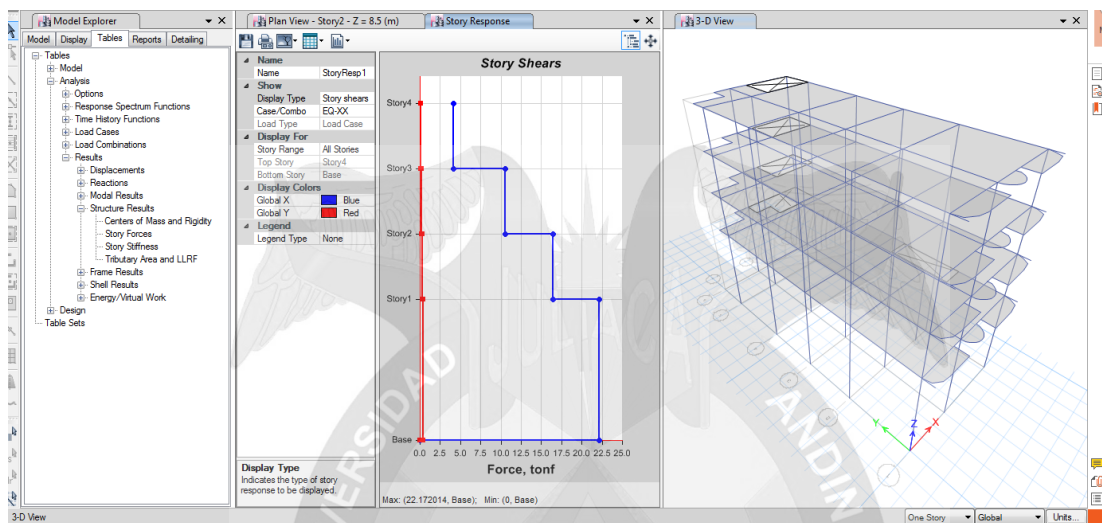 Model Explorer
Model Display Tables Reports Detailing
Tables
Model
Analysis
Options
Response Spectrum Functions
Time History Functions
Load Cases
Load Combinations
Results
Displacements
Reactions
Modal Results
Structure Results
Centers of Mass and Rigidity
Story Forces
Story Stiffness
Tributary Area and LLRF
Frame Results
Shell Results
Energy/Virtual Work
Design
Table Sets
Plan View - Story2 - Z = 8.5 (m)
Story Response
Name
Name StoryResp1
Show
Display Type Story shears
Case/Combo EQ-XX
Load Type Load Case
Display For
Story Range All Stories
Top Story Story4
Bottom Story Base
Display Colors
Global X Blue
Global Y Red
Legend
Legend Type None
Display Type
Indicates the type of story
response to be displayed.
Story Shears
Story4
Story3
Story2
Story1
Base
0.0 2.5 5.0 7.5 10.0 12.5 15.0 17.5 20.0 22.5 25.0
Force, tonf
Max: (22.172014, Base); Min: (0, Base)
3-D View
Y Z X
JULIACA
VERSIDAD
ANDIN
3-D View
One Story Global Units...